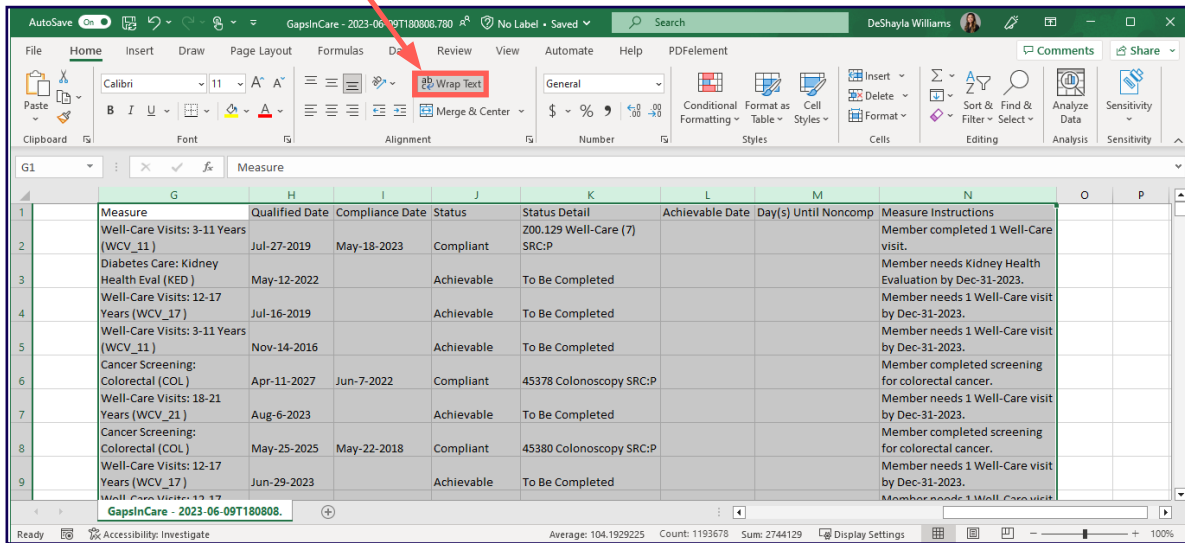 AutoSave On GapsInCare - 2023-06-09T180808.780 No Label • Saved Search DeShayla Williams
File Home Insert Draw Page Layout Formulas Review View Automate Help PDFelement Comments Share
Paste Calibri 11 A A ab Wrap Text General Conditional Formatting Format as Table Cell Styles Insert Delete Format Sort & Filter Find & Select Analyze Data Sensitivity
B I U A Merge & Center $ % 9
Clipboard Font Alignment Number Styles Cells Editing Analysis Sensitivity
G1 fx Measure
G H I J K L M N O P
1 Measure Qualified Date Compliance Date Status Status Detail Achievable Date Day(s) Until Noncomp Measure Instructions
Well-Care Visits: 3-11 Years Z00.129 Well-Care (7) Member completed 1 Well-Care
2 (WCV_11 ) Jul-27-2019 May-18-2023 Compliant SRC:P visit.
Diabetes Care: Kidney Member needs Kidney Health
3 Health Eval (KED ) May-12-2022 Achievable To Be Completed Evaluation by Dec-31-2023.
Well-Care Visits: 12-17 Member needs 1 Well-Care visit
4 Years (WCV_17 ) Jul-16-2019 Achievable To Be Completed by Dec-31-2023.
Well-Care Visits: 3-11 Years Member needs 1 Well-Care visit
5 (WCV_11 ) Nov-14-2016 Achievable To Be Completed by Dec-31-2023.
Cancer Screening: Member completed screening
6 Colorectal (COL ) Apr-11-2027 Jun-7-2022 Compliant 45378 Colonoscopy SRC:P for colorectal cancer.
Well-Care Visits: 18-21 Member needs 1 Well-Care visit
7 Years (WCV_21 ) Aug-6-2023 Achievable To Be Completed by Dec-31-2023.
Cancer Screening: Member completed screening
8 Colorectal (COL ) May-25-2025 May-22-2018 Compliant 45380 Colonoscopy SRC:P for colorectal cancer.
Well-Care Visits: 12-17 Member needs 1 Well-Care visit
9 Years (WCV_17 ) Jun-29-2023 Achievable To Be Completed by Dec-31-2023.
Well-Care Visits: 12-17 Member needs 1 Well-Care visit
GapsInCare - 2023-06-09T180808.
Ready Accessibility: Investigate Average: 104.1929225 Count: 1193678 Sum: 2744129 Display Settings 100%